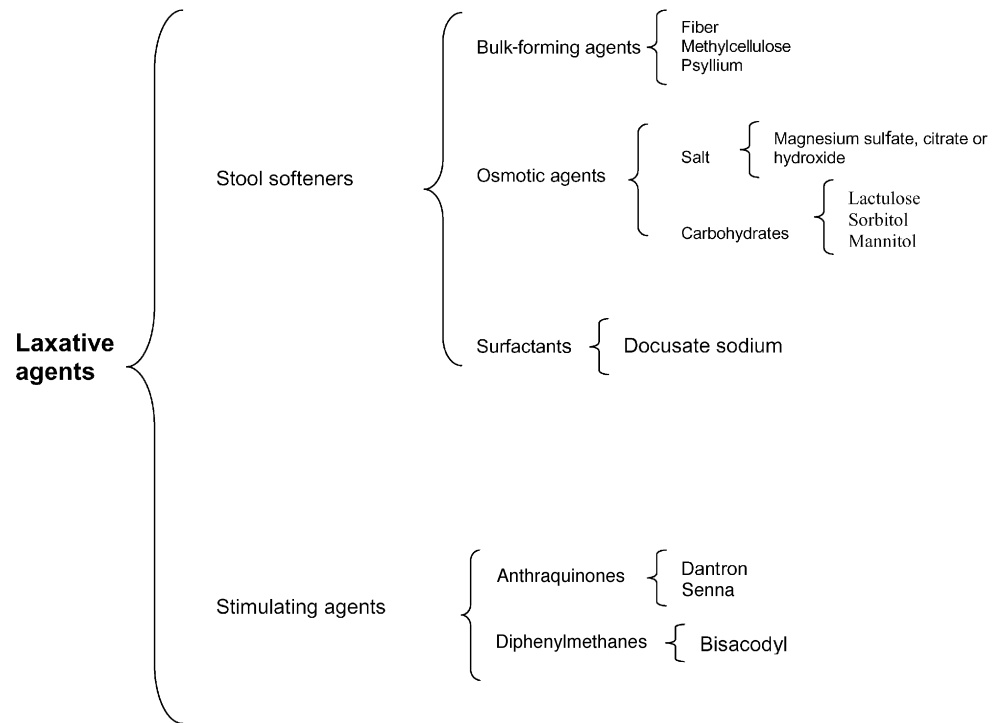 Laxative
agents
Stool softeners
Bulk-forming agents
Fiber
Methylcellulose
Psyllium
Osmotic agents
Salt
Magnesium sulfate, citrate or
hydroxide
Carbohydrates
Lactulose
Sorbitol
Mannitol
Surfactants
Docusate sodium
Stimulating agents
Anthraquinones
Dantron
Senna
Diphenylmethanes
Bisacodyl